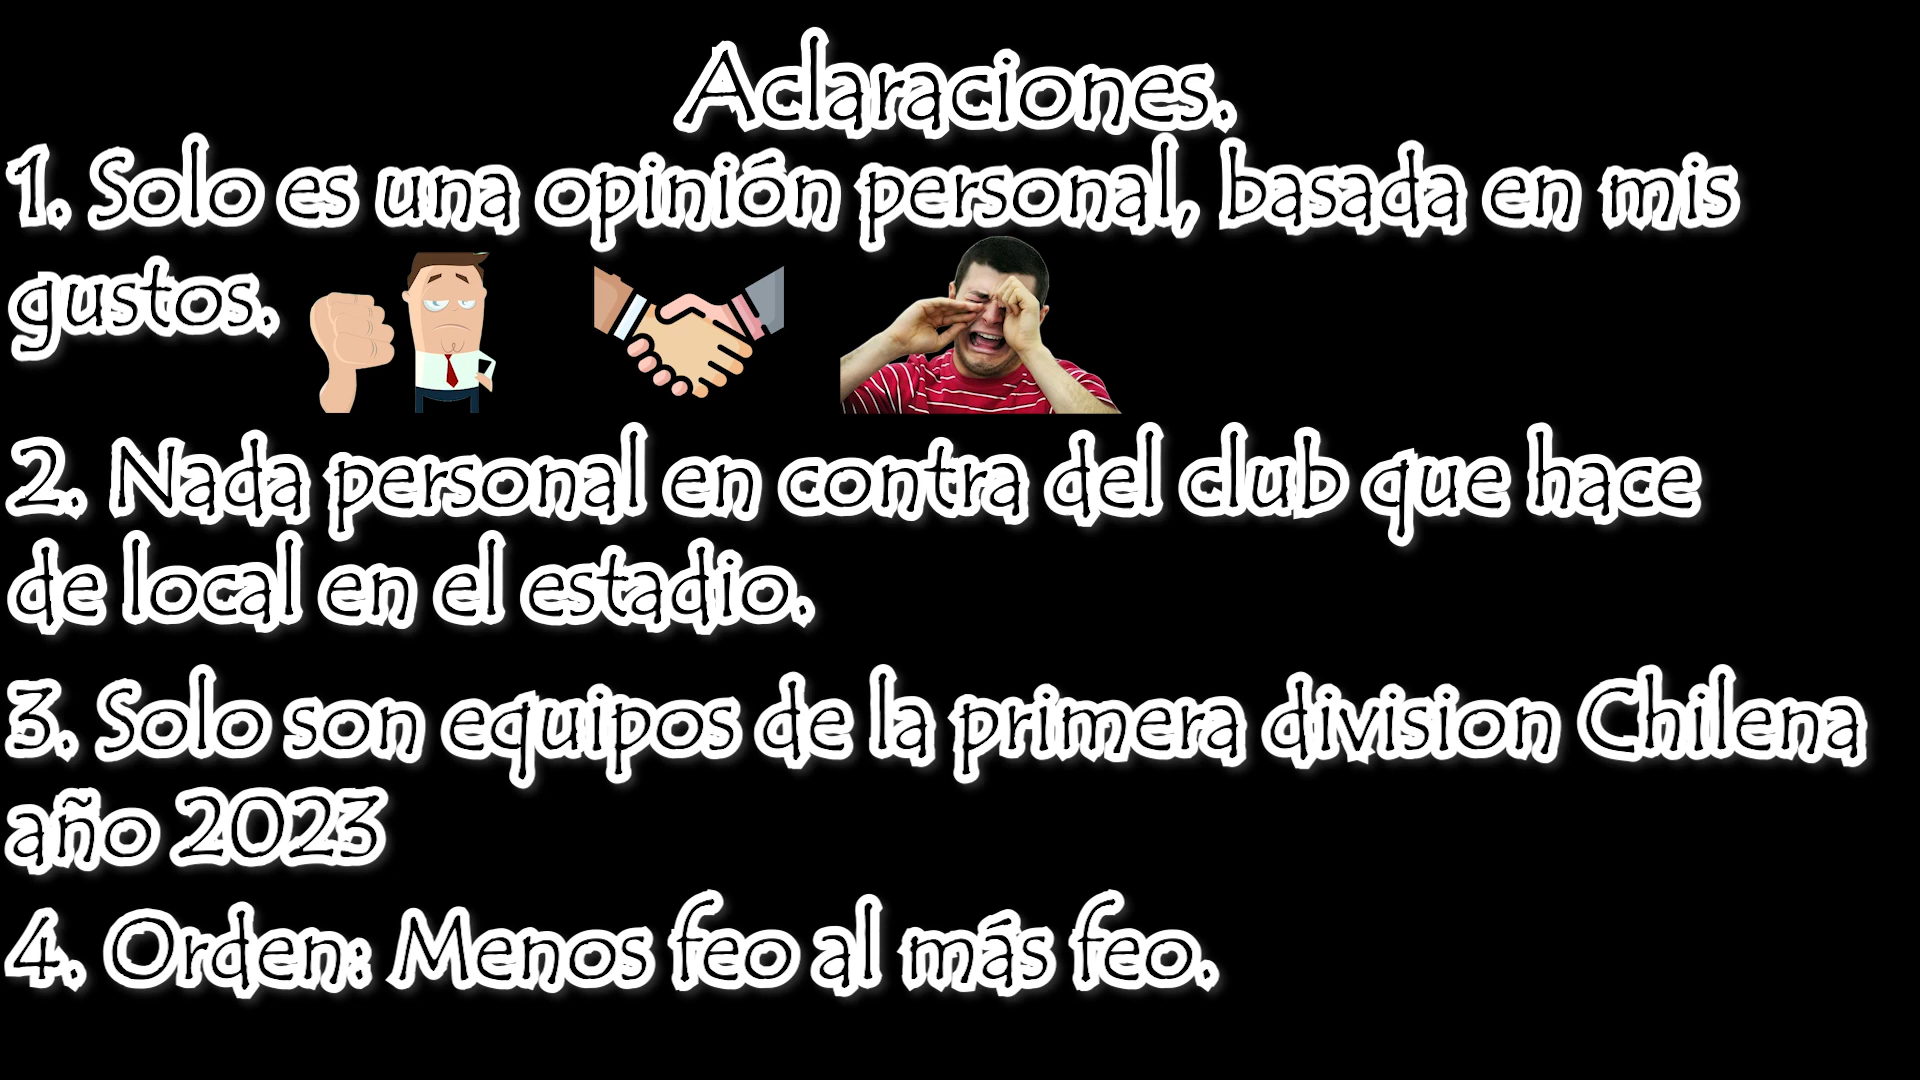 Aclaraciones.
1. Solo es una opinión personal, basada en mis
gustos.
2. Nada personal en contra del club que hace
de local en el estadio.
3. Solo son equipos de la primera division Chilena
año 2023
4. Orden: Menos feo al más feo.